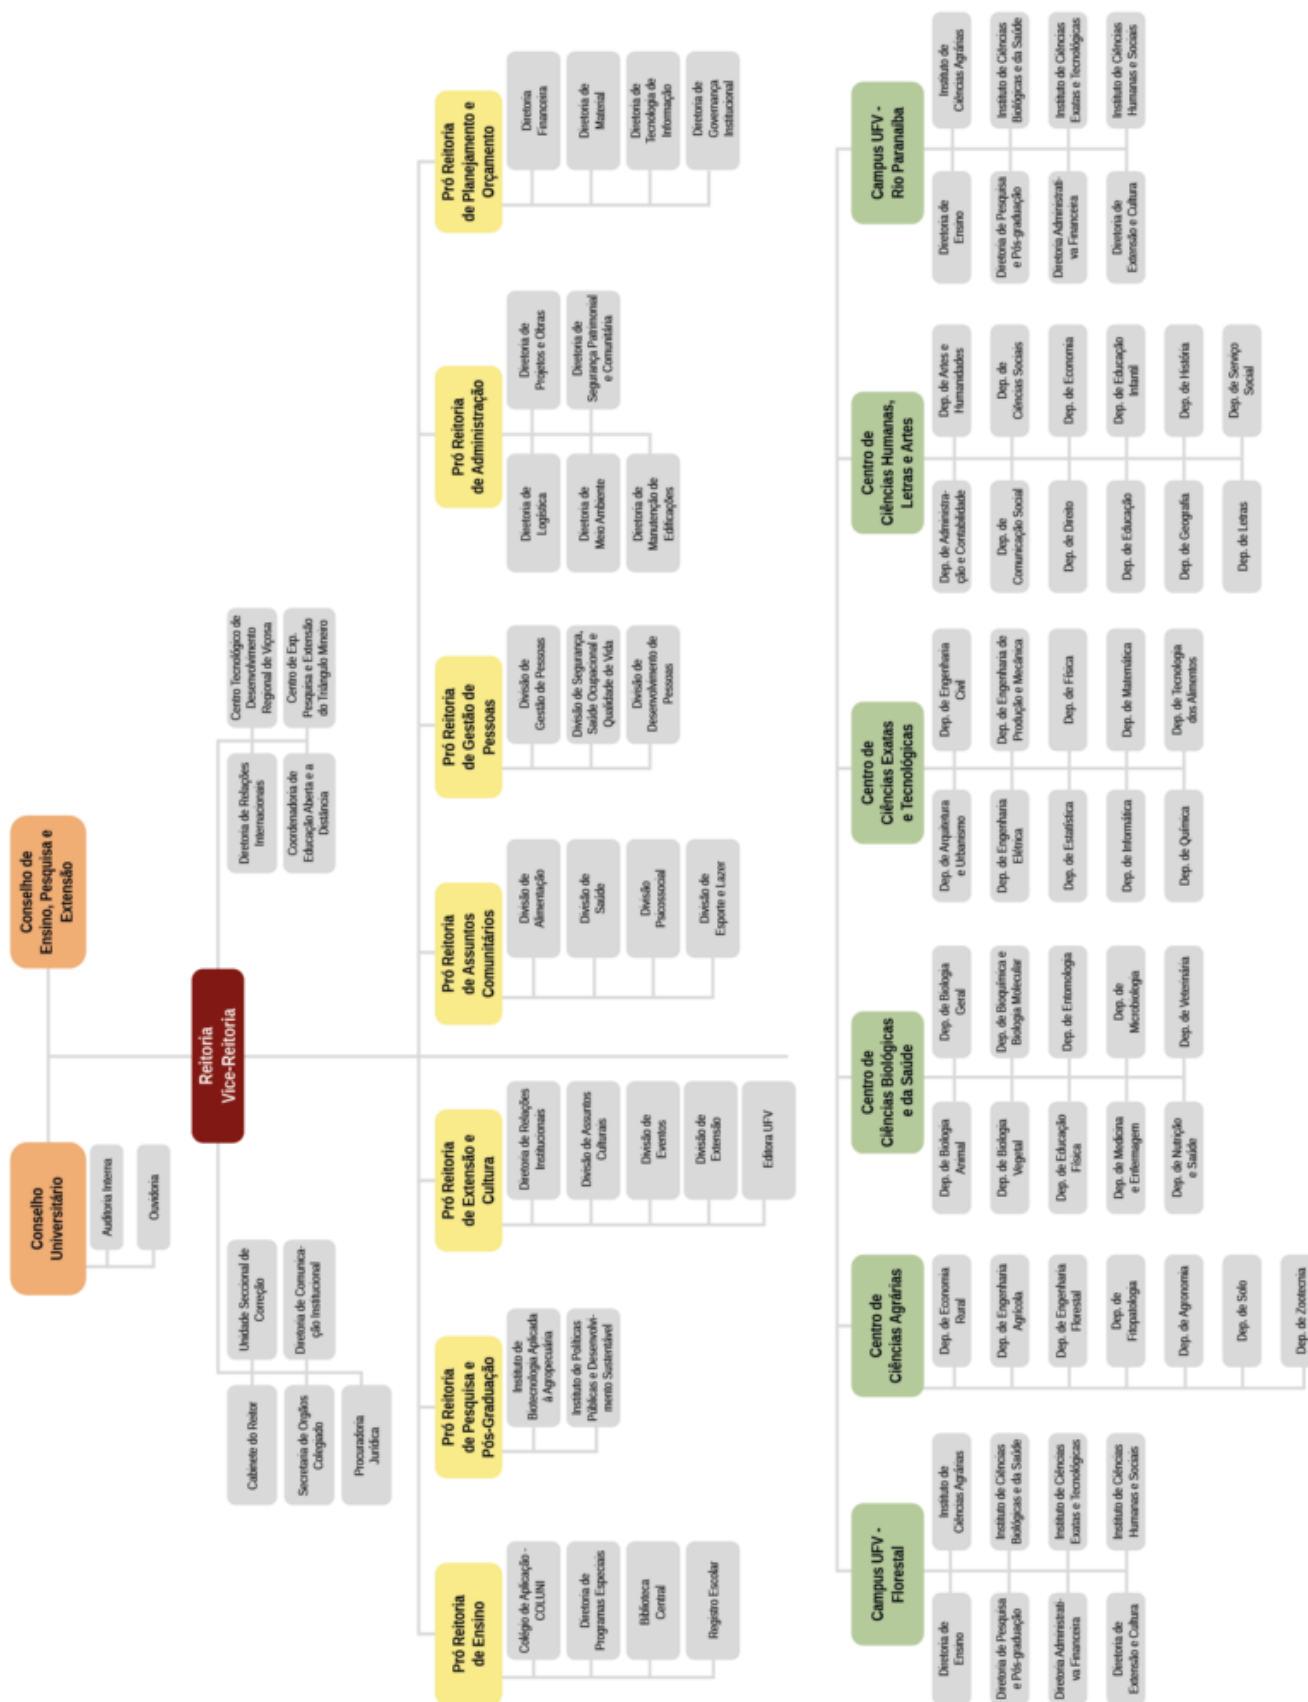 Conselho
Universitário
Auditoria Interna
Ouvidoria
Conselho de
Ensino, Pesquisa e
Extensão
Reitoria
Vice-Reitoria
Cabinete do Reitor
Unidade Seccional de
Correção
Secretaria de Orgãos
Colegiado
Diretoria de Comunica-
ção Institucional
Procuradoria
Jurídica
Diretoria de Relações
Internacionais
Centro Tecnológico de
Desenvolvimento
Regional de Viçosa
Coordenadoria de
Educação Aberta e a
Distância
Centro de Exp.
Pesquisa e Extensão
do Triângulo Mineiro
Pró Reitoria
de Ensino
Colégio de Aplicação -
COLUNI
Diretoria de
Programas Especiais
Biblioteca
Central
Registro Escolar
Pró Reitoria
de Pesquisa e
Pós-Graduação
Instituto de
Biotecnologia Aplicada
à Agropecuária
Instituto de Políticas
Públicas e Desenvolvi-
mento Sustentável
Pró Reitoria
de Extensão e
Cultura
Diretoria de Relações
Institucionais
Divisão de Assuntos
Culturais
Divisão de
Eventos
Divisão de
Extensão
Editora UFV
Pró Reitoria
de Assuntos
Comunitários
Divisão de
Alimentação
Divisão de
Saúde
Divisão
Psicossocial
Divisão de
Esporte e Lazer
Pró Reitoria
de Gestão de
Pessoas
Divisão de
Gestão de Pessoas
Divisão de Segurança,
Saúde Ocupacional e
Qualidade de Vida
Divisão de
Desenvolvimento de
Pessoas
Pró Reitoria
de Administração
Diretoria de
Logística
Diretoria de
Projetos e Obras
Diretoria de
Meio Ambiente
Diretoria de
Segurança Patrimonial
e Comunitária
Diretoria de
Manutenção de
Edificações
Pró Reitoria
de Planejamento e
Orçamento
Diretoria
Financeira
Diretoria de
Material
Diretoria de
Tecnologia de
Informação
Diretoria de
Governança
Institucional
Campus UFV -
Florestal
Diretoria de
Ensino
Instituto de
Ciências Agrárias
Diretoria de Pesquisa
e Pós-graduação
Instituto de Ciências
Biológicas e da Saúde
Diretoria Administrati-
va Financeira
Instituto de Ciências
Exatas e Tecnológicas
Diretoria de
Extensão e Cultura
Instituto de Ciências
Humanas e Sociais
Centro de
Ciências Agrárias
Dep. de Economia
Rural
Dep. de Engenharia
Agrícola
Dep. de Engenharia
Florestal
Dep. de
Fitopatologia
Dep. de Agronomia
Dep. de Solo
Dep. de Zootecnia
Centro de
Ciências Biológicas
e da Saúde
Dep. de Biologia
Animal
Dep. de Biologia
Geral
Dep. de Biologia
Vegetal
Dep. de Bioquímica e
Biologia Molecular
Dep. de Educação
Física
Dep. de Entomologia
Dep. de Medicina
e Enfermagem
Dep. de
Microbiologia
Dep. de Nutrição
e Saúde
Dep. de Veterinária
Centro de
Ciências Exatas
e Tecnológicas
Dep. de Arquitetura
e Urbanismo
Dep. de Engenharia
Civil
Dep. de Engenharia
Elétrica
Dep. de Engenharia de
Produção e Mecânica
Dep. de Estatística
Dep. de Física
Dep. de Informática
Dep. de Matemática
Dep. de Química
Dep. de Tecnologia
dos Alimentos
Centro de
Ciências Humanas,
Letras e Artes
Dep. de Administra-
ção e Contabilidade
Dep. de Artes e
Humanidades
Dep. de
Comunicação Social
Dep. de
Ciências Sociais
Dep. de Direito
Dep. de Economia
Dep. de Educação
Dep. de Educação
Infantil
Dep. de Geografia
Dep. de História
Dep. de Letras
Dep. de Serviço
Social
Campus UFV -
Rio Paranaíba
Diretoria de
Ensino
Instituto de
Ciências Agrárias
Diretoria de Pesquisa
e Pós-graduação
Instituto de Ciências
Biológicas e da Saúde
Diretoria Administrati-
va Financeira
Instituto de Ciências
Exatas e Tecnológicas
Diretoria de
Extensão e Cultura
Instituto de Ciências
Humanas e Sociais